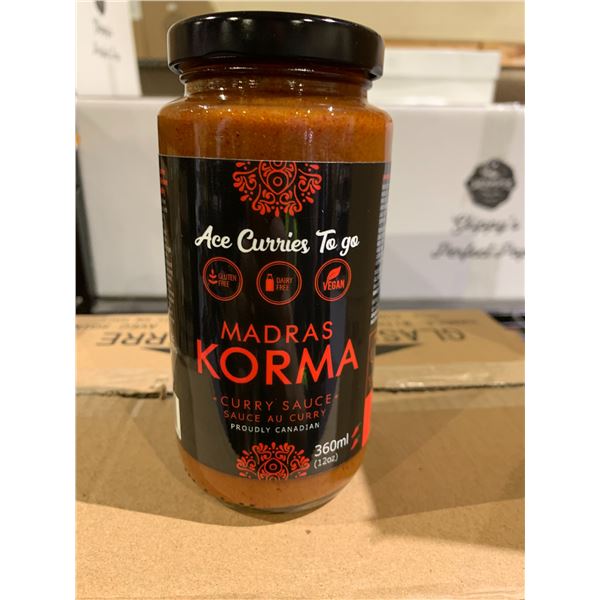 Ace Curries To go
GLUTEN FREE
DAIRY FREE
VEGAN
MADRAS
KORMA
CURRY SAUCE
SAUCE AU CURRY
PROUDLY CANADIAN
360ml
(12oz)